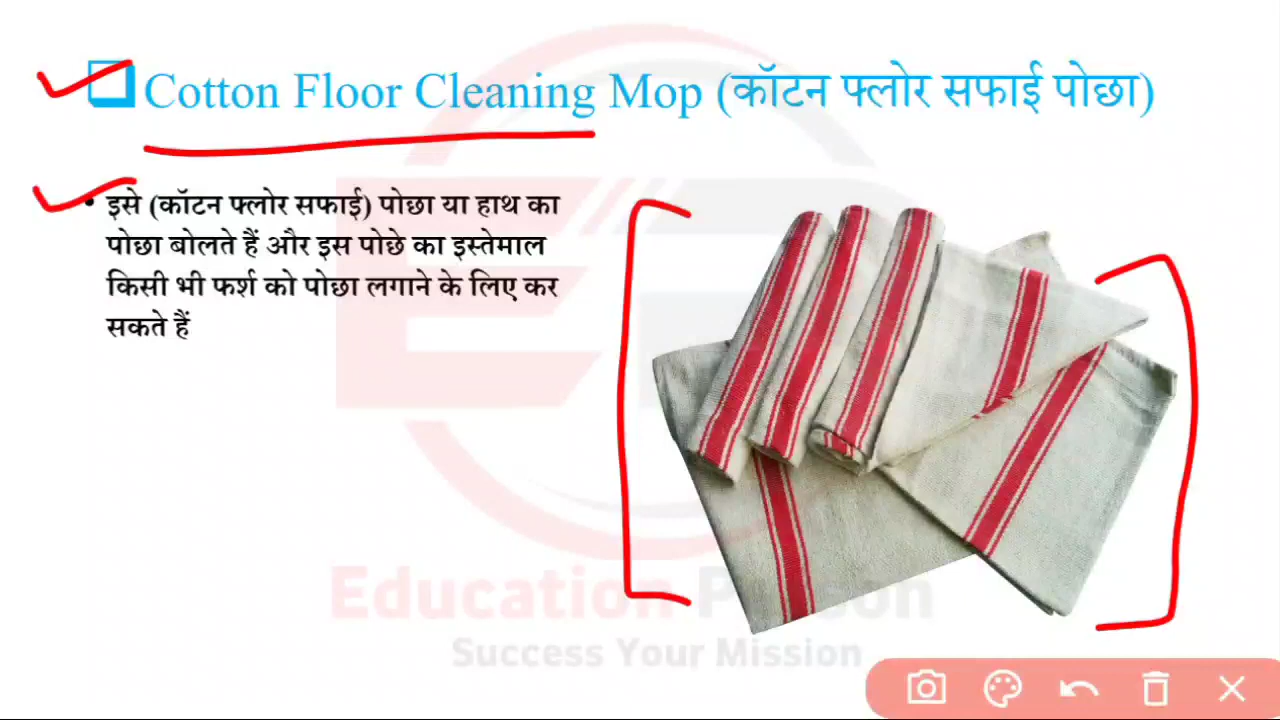 Cotton Floor Cleaning Mop (कॉटन फ्लोर सफाई पोछा)
इसे (कॉटन फ्लोर सफाई) पोछा या हाथ का
पोछा बोलते हैं और इस पोछे का इस्तेमाल
किसी भी फर्श को पोछा लगाने के लिए कर
सकते हैं
Education
Success Your Mission